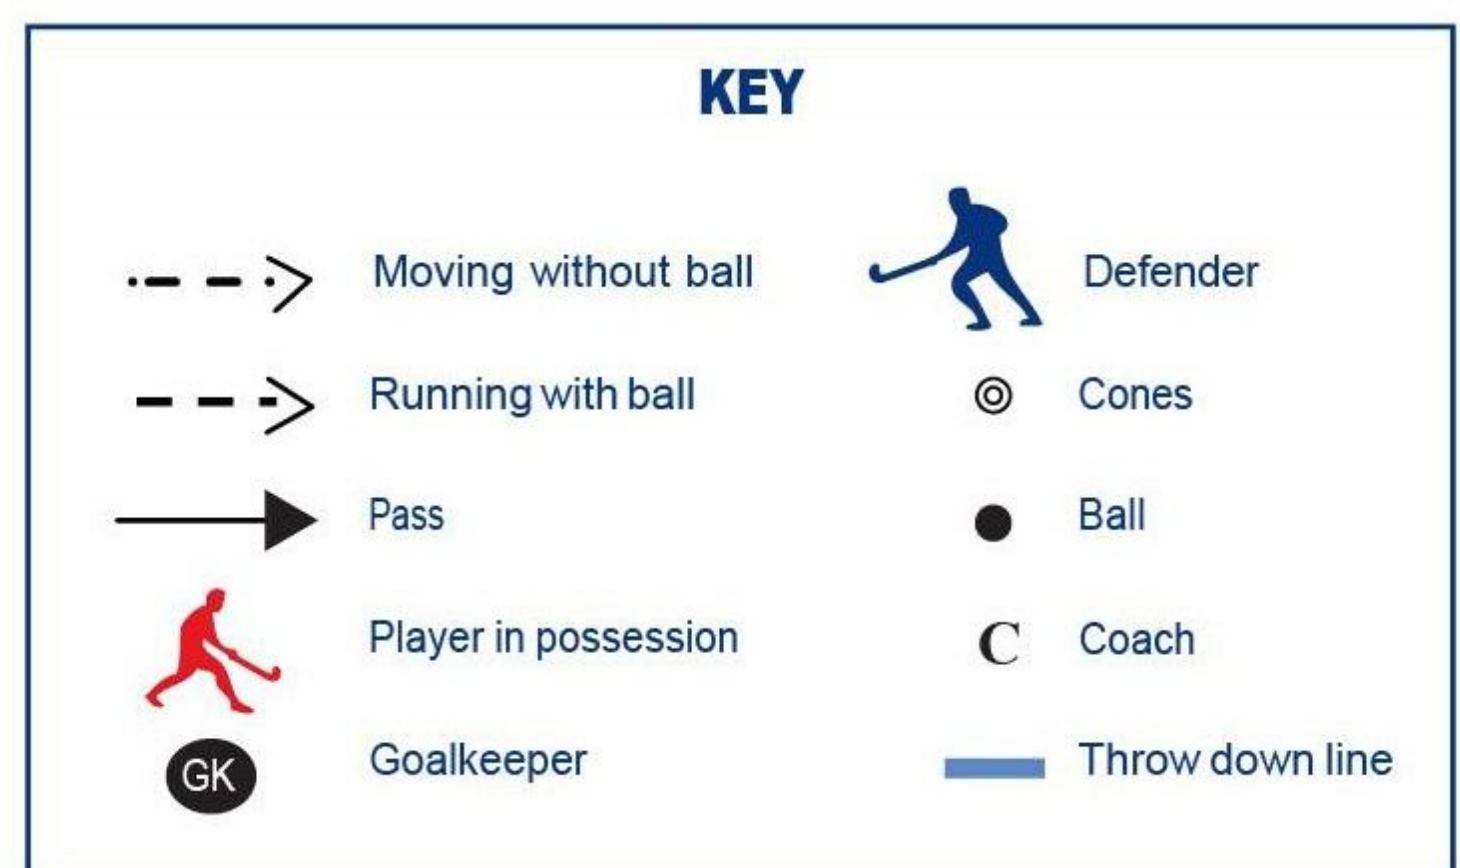 KEY
Moving without ball
Defender
Running with ball
Cones
Pass
Ball
Player in possession
C Coach
GK Goalkeeper
Throw down line